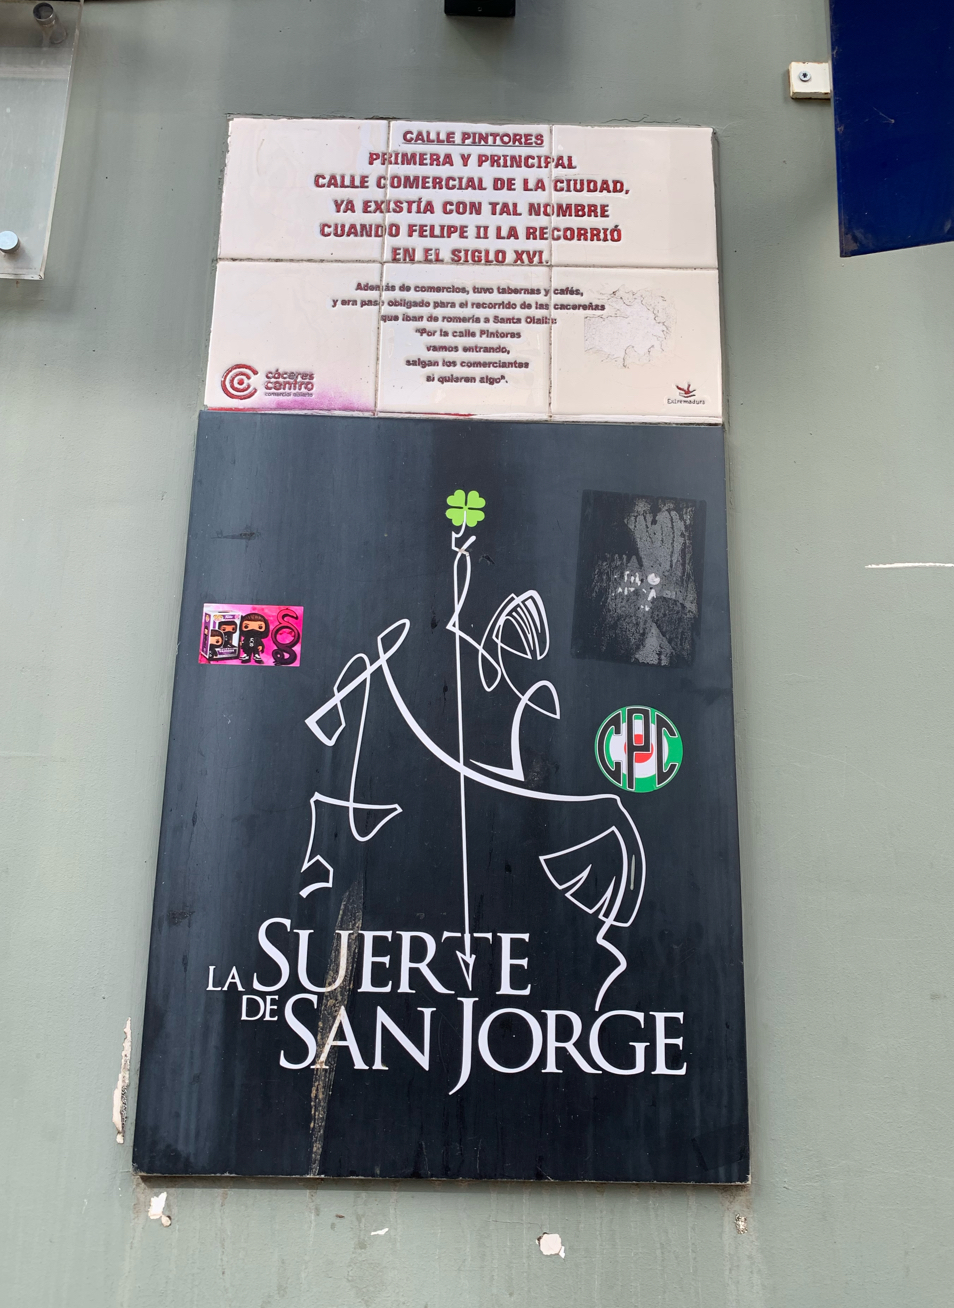 CALLE PINTORES
PRIMERA Y PRINCIPAL
CALLE COMERCIAL DE LA CIUDAD,
YA EXISTÍA CON TAL NOMBRE
CUANDO FELIPE II LA RECORRIÓ
EN EL SIGLO XVI.
Además de comercios, tuvo tabernas y cafés,
y era paso obligado para el recorrido de las cacereñas
que iban de romería a Santa Olalla:
"Por la calle Pintores
vamos entrando,
salgan los comerciantes
si quieren algo".
cáceres
centro
comercial abierto
Extremadura
CPC
LA SUERTE
DE SAN JORGE